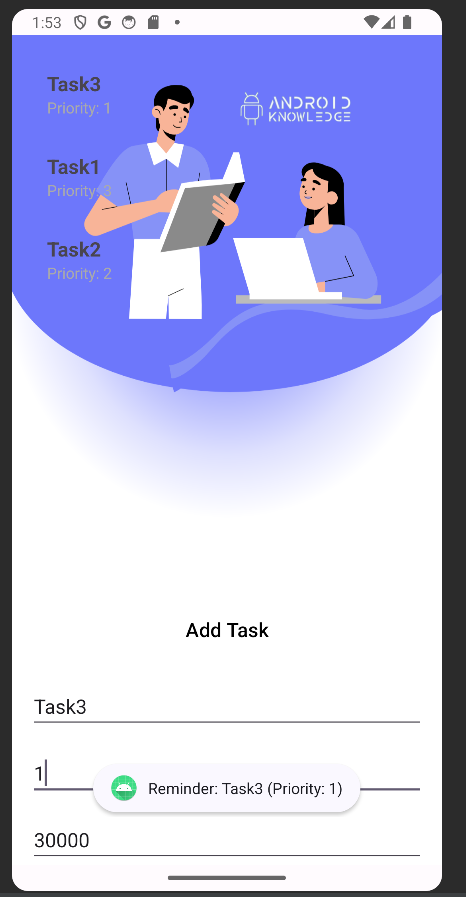 1:53
Task3
Priority: 1
ANDROID
KNOWLEDGE
Task1
Priority: 3
Task2
Priority: 2
Add Task
Task3
1
Reminder: Task3 (Priority: 1)
30000